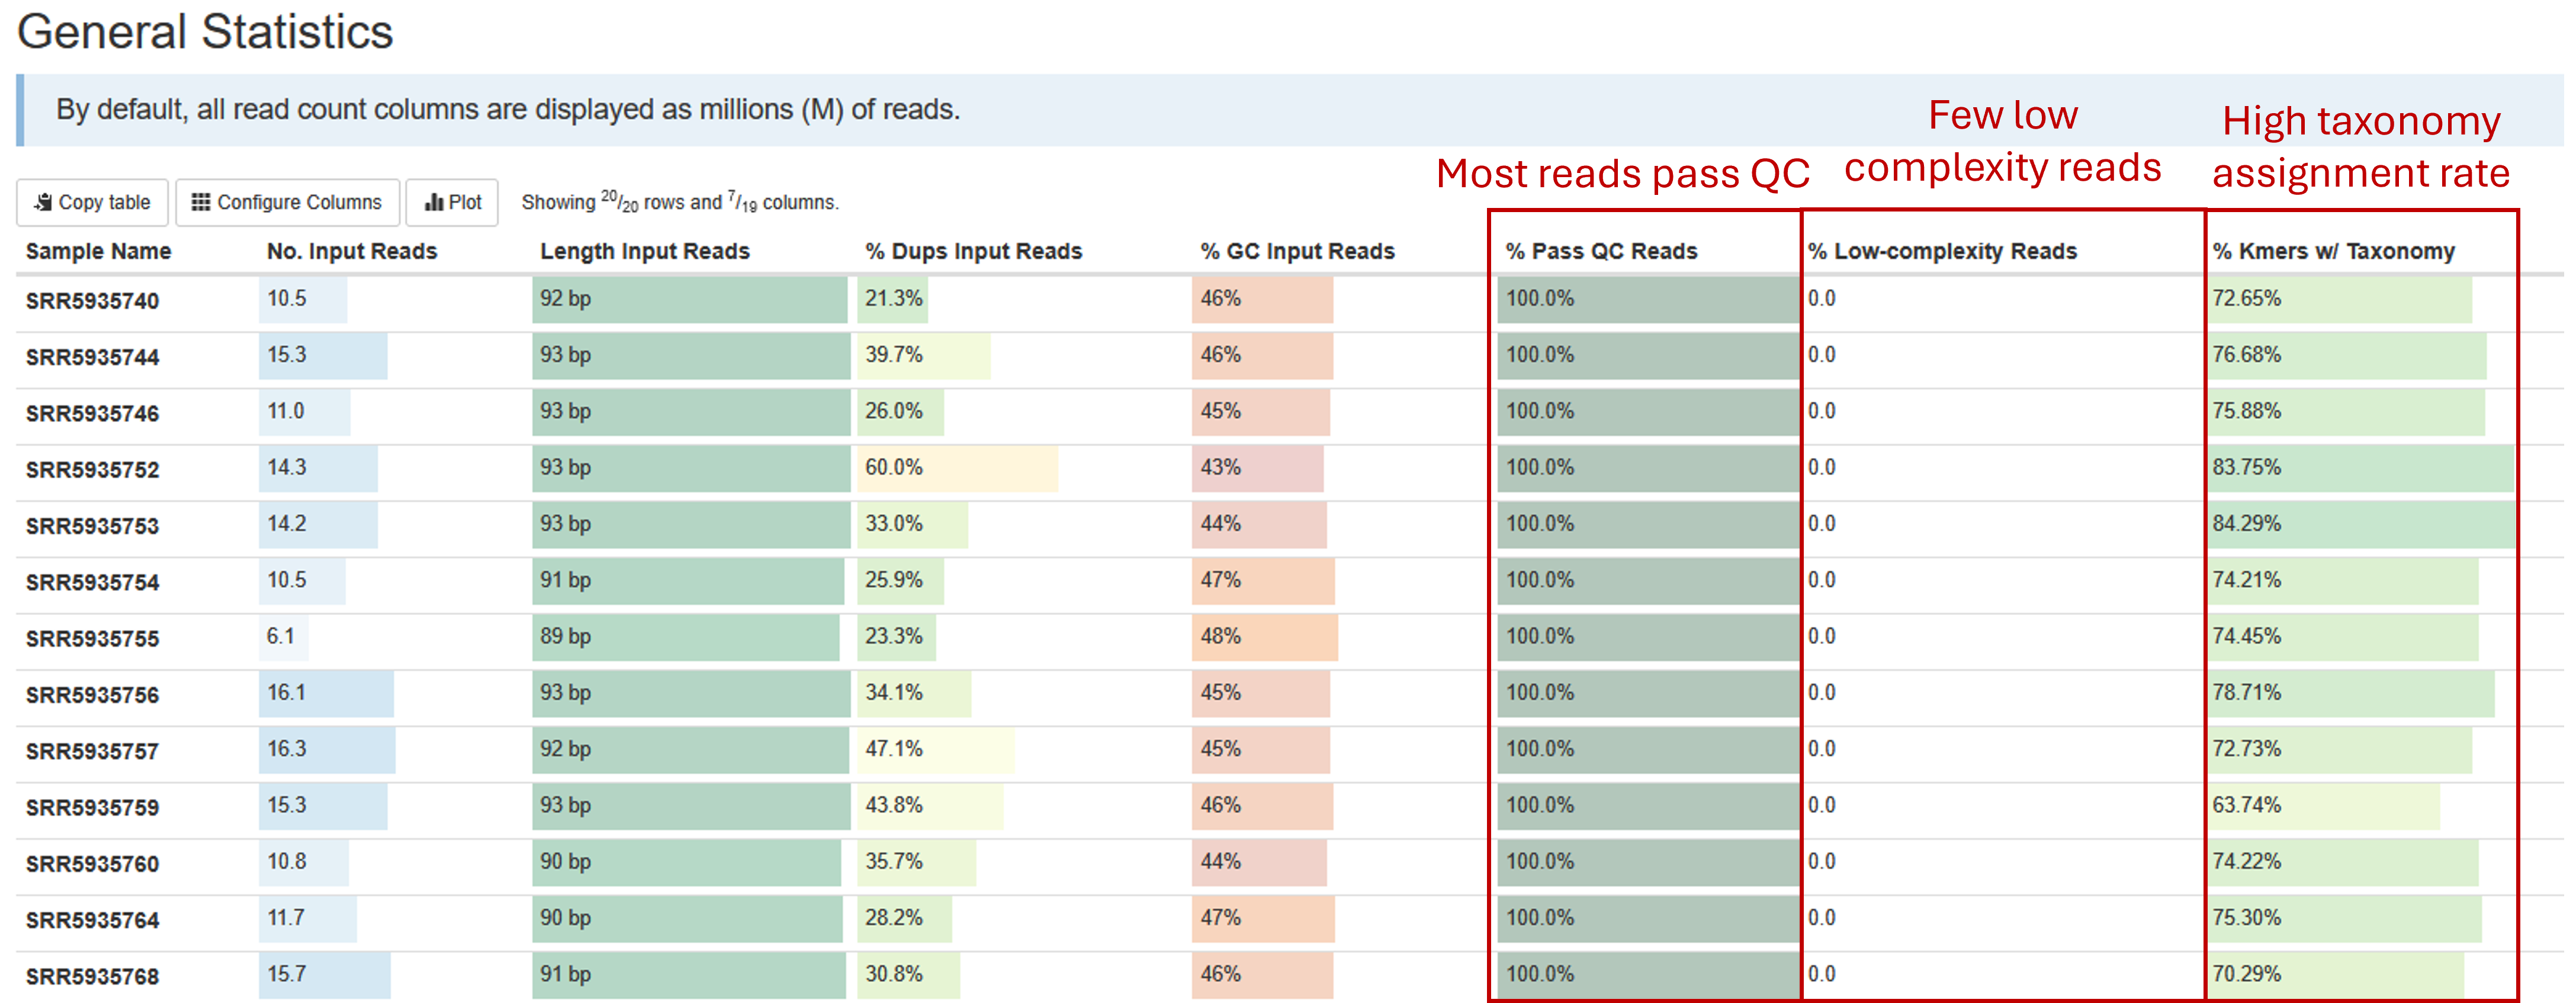 General Statistics
By default, all read count columns are displayed as millions (M) of reads.
Few low
complexity reads
High taxonomy
assignment rate
Most reads pass QC
Copy table Configure Columns Plot Showing 20/20 rows and 7/19 columns.
Sample Name No. Input Reads Length Input Reads % Dups Input Reads % GC Input Reads % Pass QC Reads % Low-complexity Reads % Kmers w/ Taxonomy
SRR5935740 10.5 92 bp 21.3% 46% 100.0% 0.0 72.65%
SRR5935744 15.3 93 bp 39.7% 46% 100.0% 0.0 76.68%
SRR5935746 11.0 93 bp 26.0% 45% 100.0% 0.0 75.88%
SRR5935752 14.3 93 bp 60.0% 43% 100.0% 0.0 83.75%
SRR5935753 14.2 93 bp 33.0% 44% 100.0% 0.0 84.29%
SRR5935754 10.5 91 bp 25.9% 47% 100.0% 0.0 74.21%
SRR5935755 6.1 89 bp 23.3% 48% 100.0% 0.0 74.45%
SRR5935756 16.1 93 bp 34.1% 45% 100.0% 0.0 78.71%
SRR5935757 16.3 92 bp 47.1% 45% 100.0% 0.0 72.73%
SRR5935759 15.3 93 bp 43.8% 46% 100.0% 0.0 63.74%
SRR5935760 10.8 90 bp 35.7% 44% 100.0% 0.0 74.22%
SRR5935764 11.7 90 bp 28.2% 47% 100.0% 0.0 75.30%
SRR5935768 15.7 91 bp 30.8% 46% 100.0% 0.0 70.29%